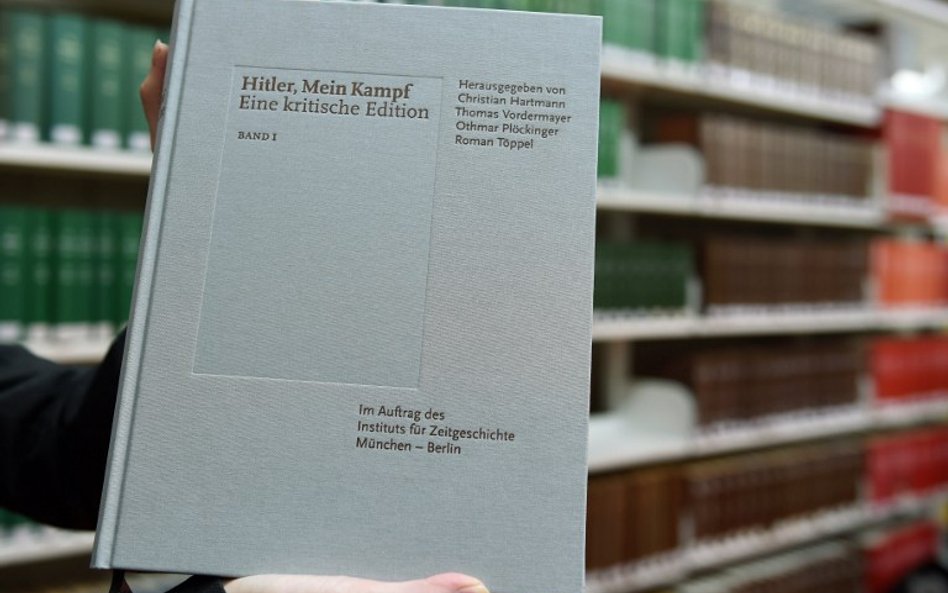 Hitler, Mein Kampf
Eine kritische Edition
BAND I
Herausgegeben von
Christian Hartmann
Thomas Vordermayer
Othmar Plöckinger
Roman Töppel
Im Auftrag des
Instituts für Zeitgeschichte
München – Berlin